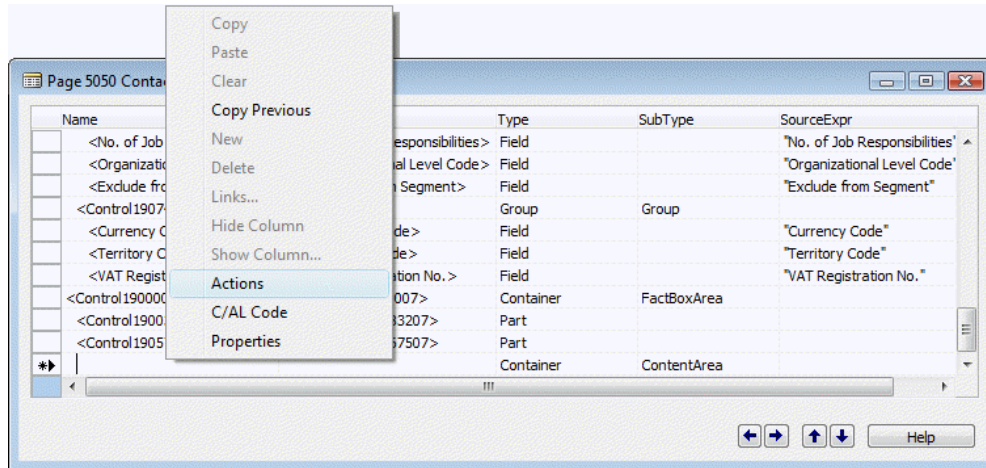 Copy
Paste
Clear
Copy Previous
New
Delete
Links...
Hide Column
Show Column...
Actions
C/AL Code
Properties
Page 5050 Conta
Name Type SubType SourceExpr
<No. of Job esponsibilities> Field "No. of Job Responsibilities"
<Organizatio al Level Code> Field "Organizational Level Code"
<Exclude fro Segment> Field "Exclude from Segment"
<Control1907 Group Group
<Currency C de> Field "Currency Code"
<Territory C de> Field "Territory Code"
<VAT Regist ation No.> Field "VAT Registration No."
<Control190000 007> Container FactBoxArea
<Control1900 33207> Part
<Control1905 67507> Part
Container ContentArea
Help